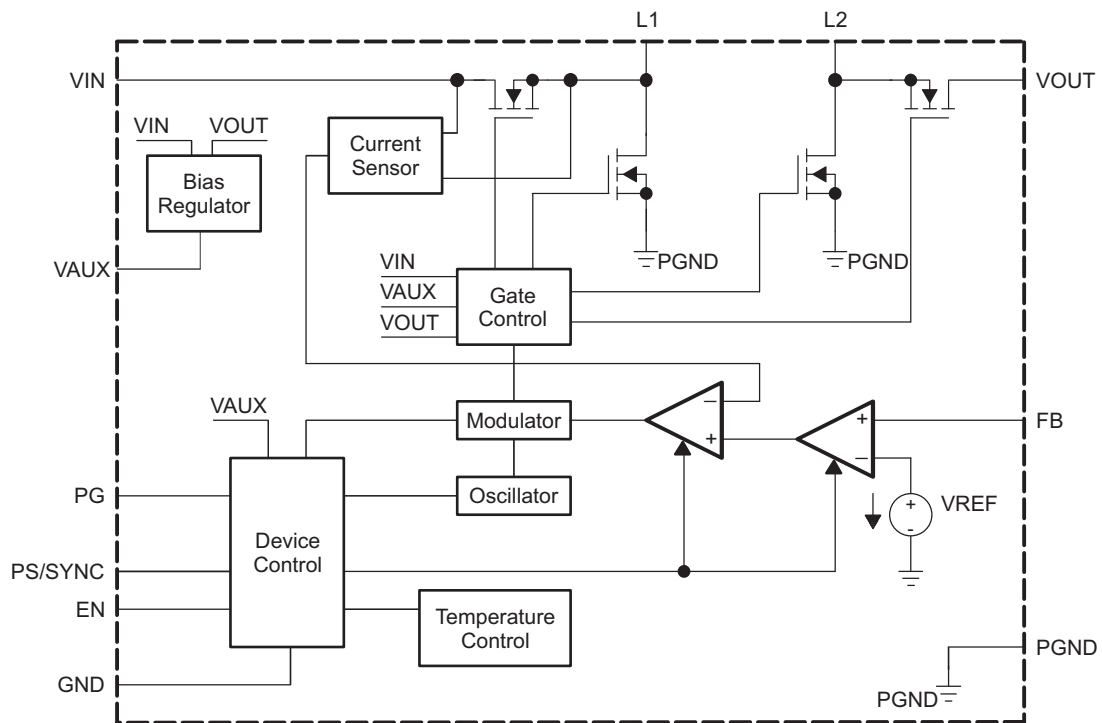 L1
L2
VIN
VOUT
VIN
VOUT
Current
Sensor
Bias
Regulator
VAUX
PGND
PGND
VIN
VAUX
VOUT
Gate
Control
VAUX
Modulator
−
+
+
−
FB
PG
Oscillator
+
-
VREF
Device
Control
PS/SYNC
EN
Temperature
Control
GND
PGND
PGND